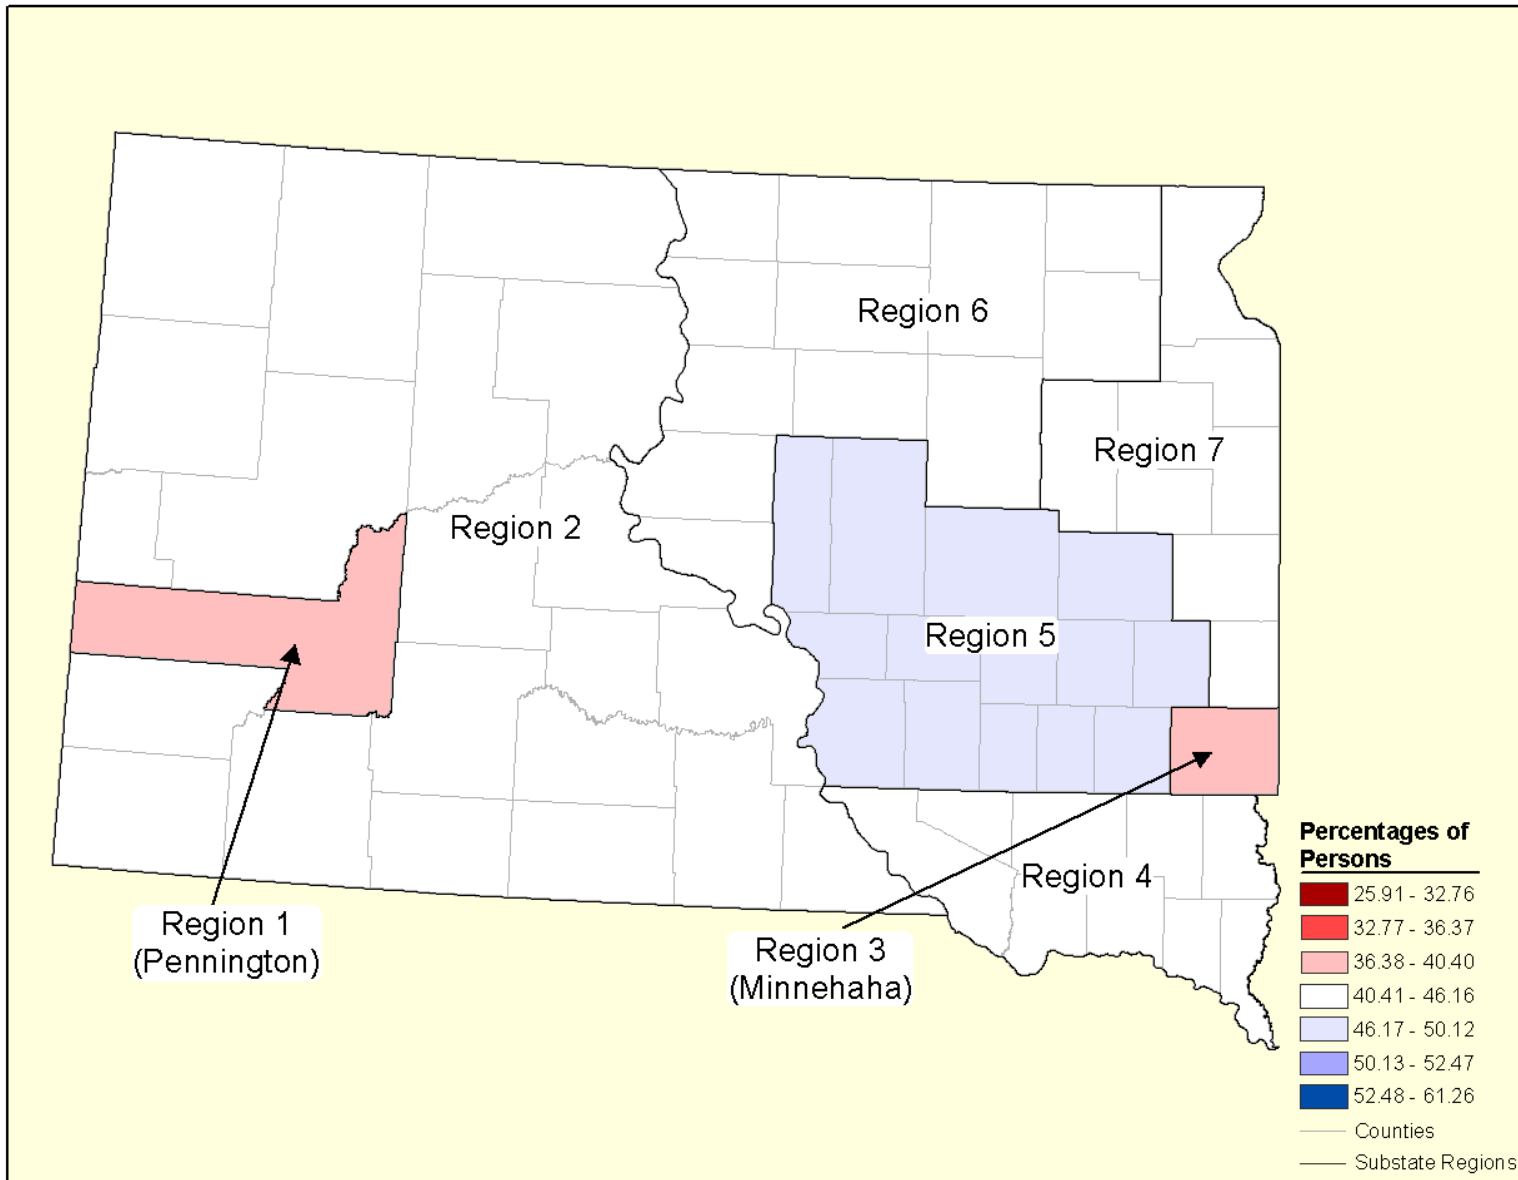 Region 6
Region 7
Region 2
Region 5
Region 4
Region 1
(Pennington)
Region 3
(Minnehaha)
Percentages of
Persons
25.91 - 32.76
32.77 - 36.37
36.38 - 40.40
40.41 - 46.16
46.17 - 50.12
50.13 - 52.47
52.48 - 61.26
Counties
Substate Regions